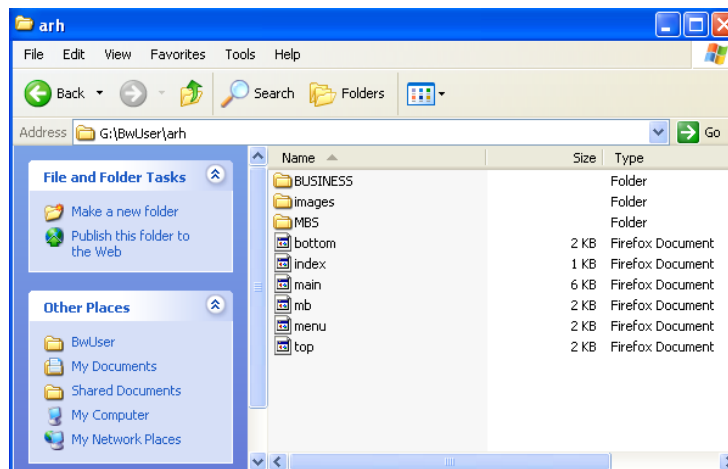 arh
File Edit View Favorites Tools Help
Back Search Folders
Address G:\BwUser\arh Go
File and Folder Tasks
Make a new folder
Publish this folder to
the Web
Other Places
BwUser
My Documents
Shared Documents
My Computer
My Network Places
Name Size Type
BUSINESS Folder
images Folder
MBS Folder
bottom 2 KB Firefox Document
index 1 KB Firefox Document
main 6 KB Firefox Document
mb 2 KB Firefox Document
menu 2 KB Firefox Document
top 2 KB Firefox Document